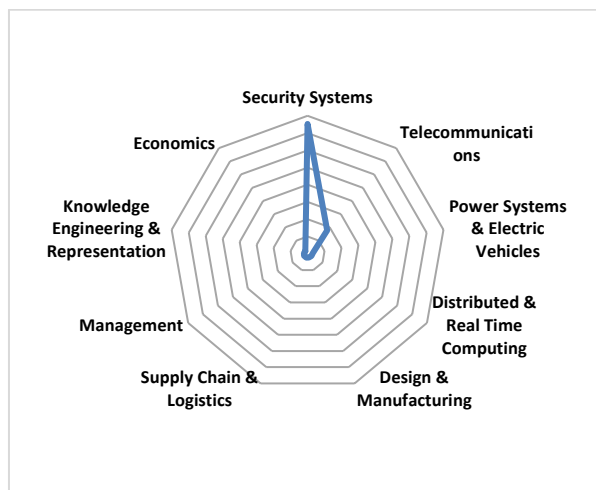 Security Systems
Telecommunicati
ons
Power Systems
& Electric
Vehicles
Distributed &
Real Time
Computing
Design &
Manufacturing
Supply Chain &
Logistics
Management
Knowledge
Engineering &
Representation
Economics